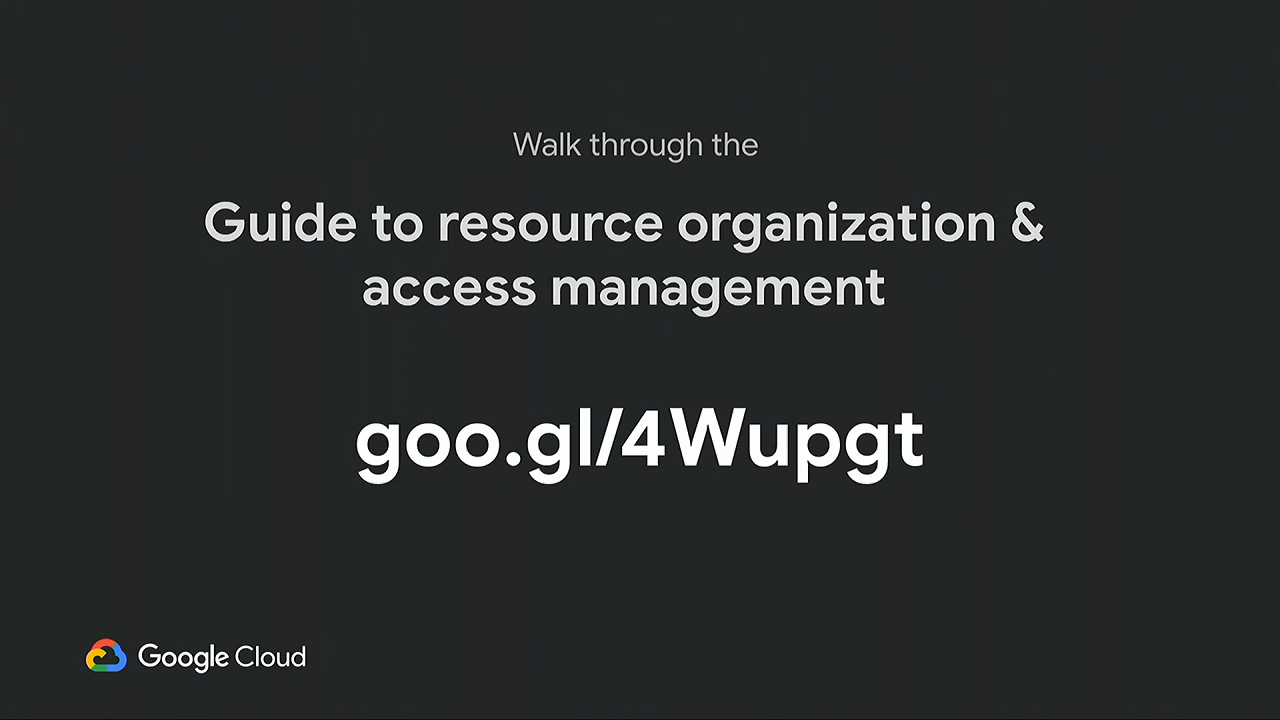 Walk through the
Guide to resource organization &
access management
goo.gl/4Wupgt
Google Cloud